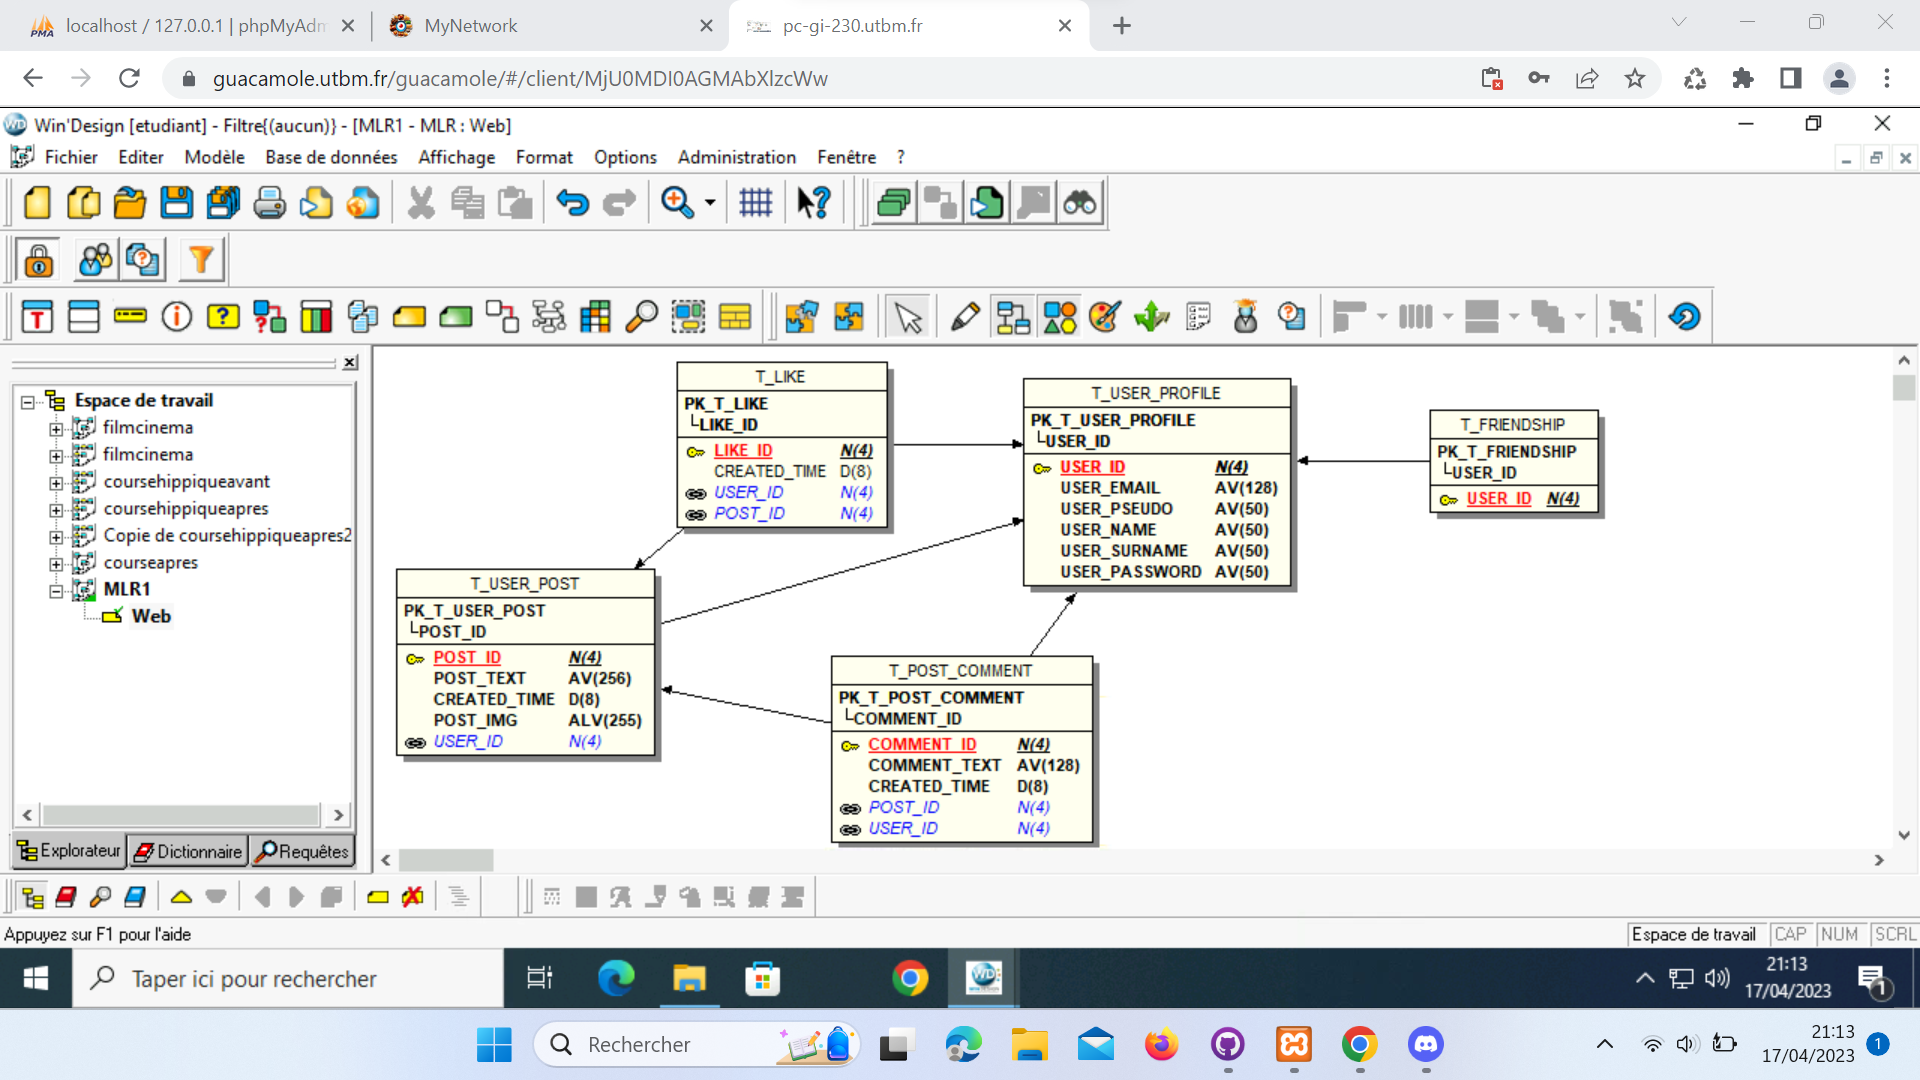 localhost / 127.0.0.1 | phpMyAdm
MyNetwork
pc-gi-230.utbm.fr
guacamole.utbm.fr/guacamole/#/client/MjU0MDI0AGMAbXlzcWw
Win'Design [etudiant] - Filtre{(aucun)} - [MLR1 - MLR : Web]
Fichier Editer Modèle Base de données Affichage Format Options Administration Fenêtre ?
Espace de travail
filmcinema
filmcinema
coursehippiqueavant
coursehippiqueapres
Copie de coursehippiqueapres2
courseapres
MLR1
Web
Explorateur Dictionnaire Requêtes
T_LIKE
PK_T_LIKE
LIKE_ID
LIKE_ID N(4)
CREATED_TIME D(8)
USER_ID N(4)
POST_ID N(4)
T_USER_PROFILE
PK_T_USER_PROFILE
USER_ID
USER_ID N(4)
USER_EMAIL AV(128)
USER_PSEUDO AV(50)
USER_NAME AV(50)
USER_SURNAME AV(50)
USER_PASSWORD AV(50)
T_FRIENDSHIP
PK_T_FRIENDSHIP
USER_ID
USER_ID N(4)
T_USER_POST
PK_T_USER_POST
POST_ID
POST_ID N(4)
POST_TEXT AV(256)
CREATED_TIME D(8)
POST_IMG ALV(255)
USER_ID N(4)
T_POST_COMMENT
PK_T_POST_COMMENT
COMMENT_ID
COMMENT_ID N(4)
COMMENT_TEXT AV(128)
CREATED_TIME D(8)
POST_ID N(4)
USER_ID N(4)
Appuyez sur F1 pour l'aide
Espace de travail CAP NUM SCRL
Taper ici pour rechercher
21:13
17/04/2023
1
Rechercher
21:13
17/04/2023
1